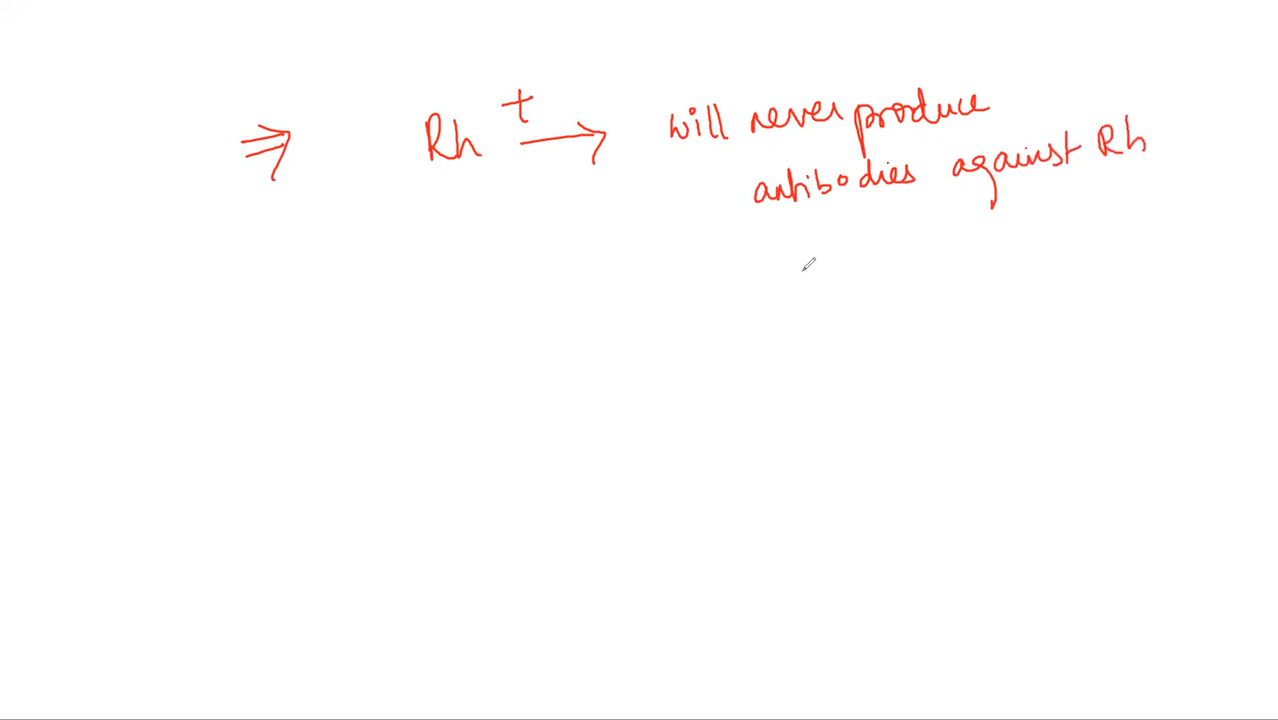 ⇒ Rh⁺ → will never produce
antibodies against Rh